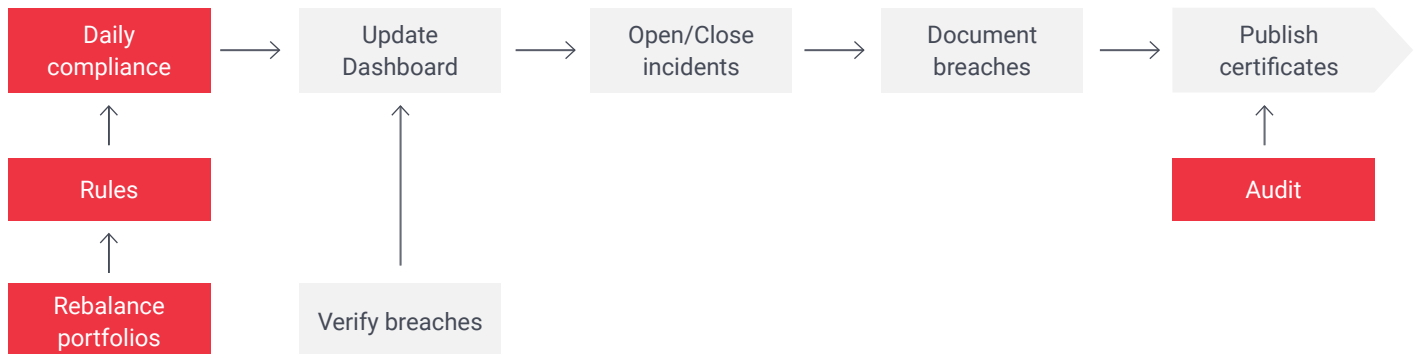 Daily
compliance
Update
Dashboard
Open/Close
incidents
Document
breaches
Publish
certificates
Rules
Audit
Rebalance
portfolios
Verify breaches